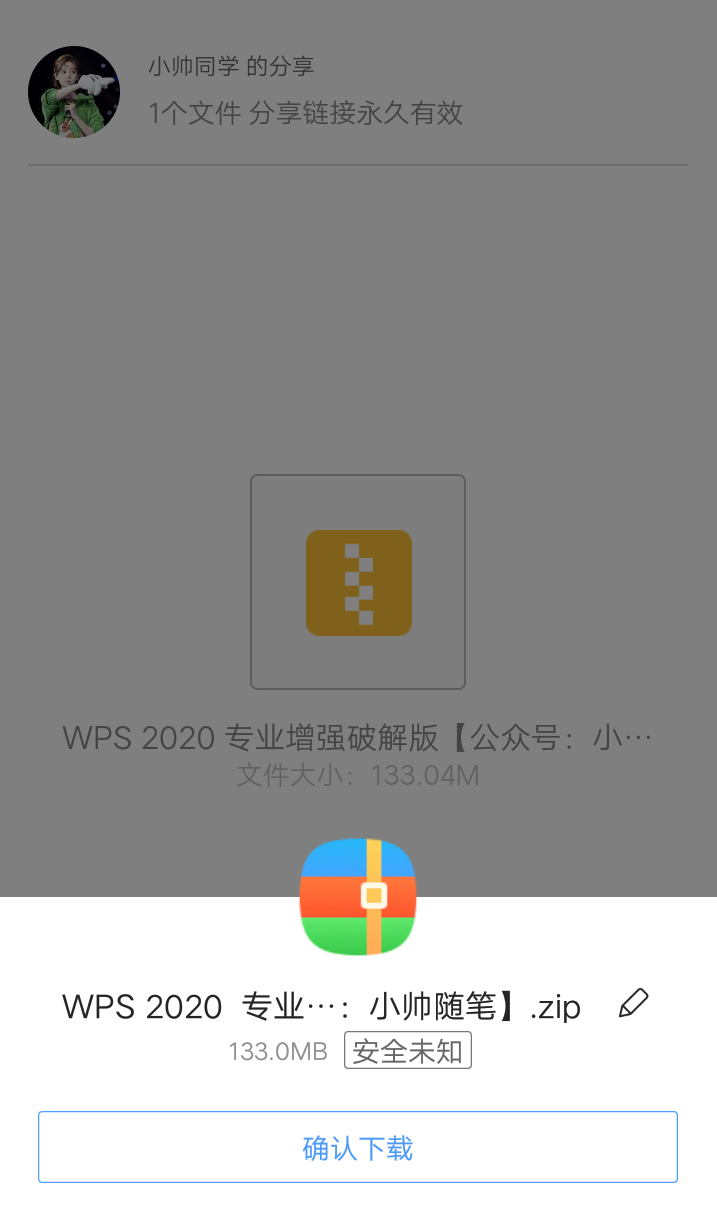 小帅同学 的分享
1个文件 分享链接永久有效
WPS 2020 专业增强破解版【公众号：小…
文件大小：133.04M
WPS 2020 专业…：小帅随笔】.zip
133.0MB 安全未知
确认下载